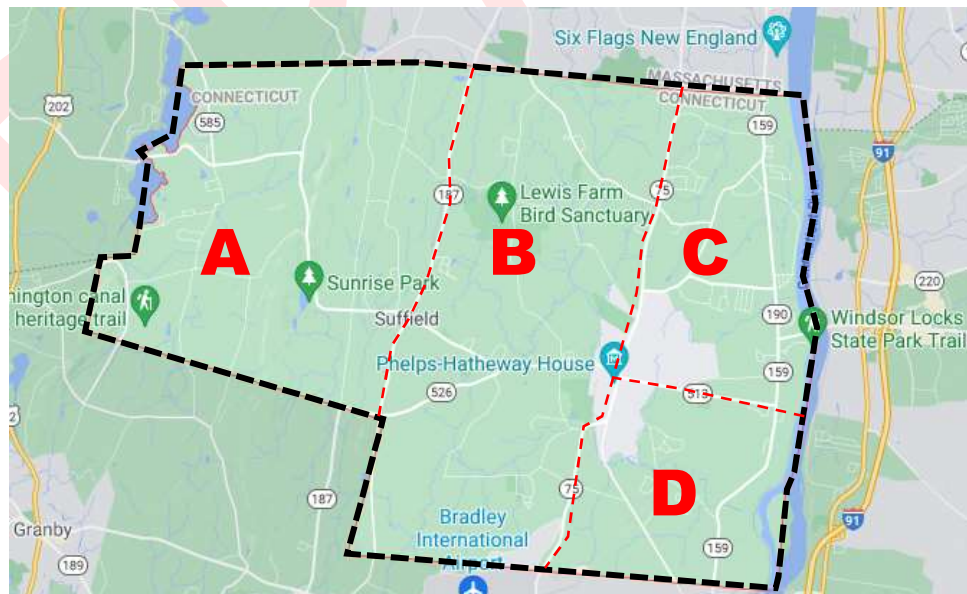 Six Flags New England
MASSACHUSETTS
CONNECTICUT
CONNECTICUT
202
585
159
91
187
75
Lewis Farm
Bird Sanctuary
A
B
C
Sunrise Park
220
nington canal
heritage trail
Suffield
190
Windsor Locks
State Park Trail
Phelps-Hatheway House
159
526
513
D
187
75
Granby
Bradley
International
Airport
91
159
189